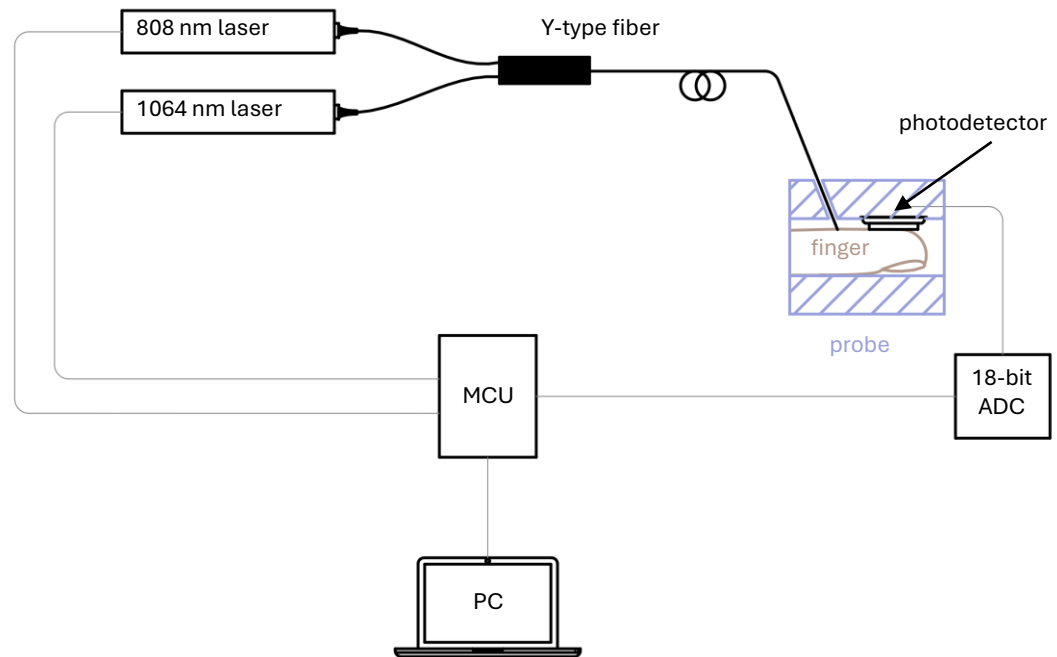 808 nm laser
Y-type fiber
1064 nm laser
photodetector
finger
probe
MCU
18-bit
ADC
PC